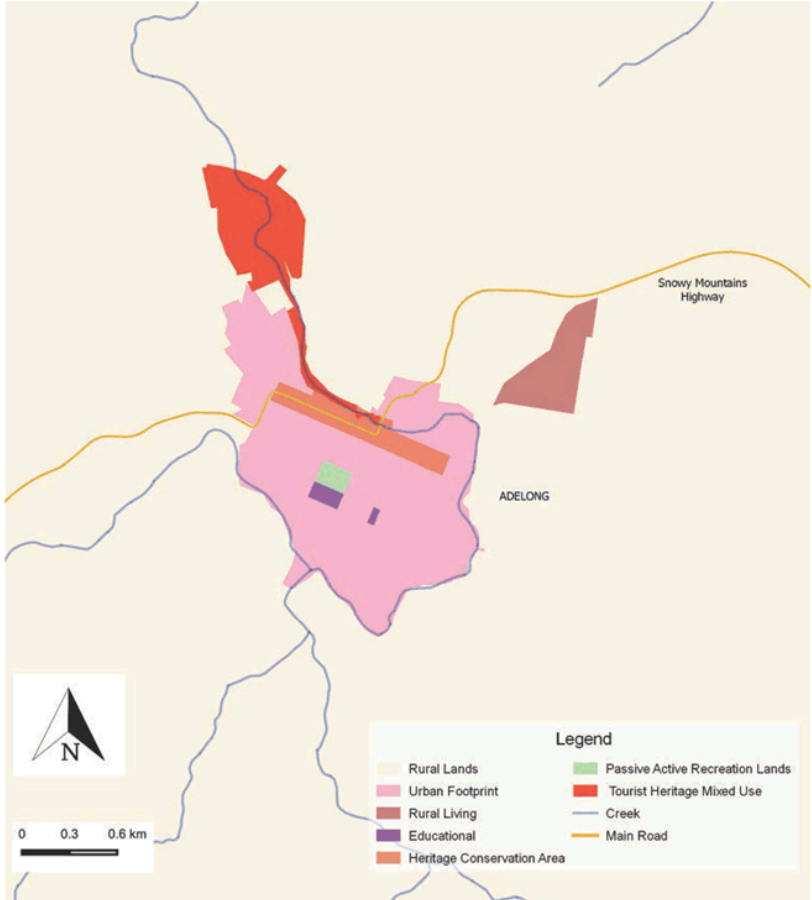 Snowy Mountains
Highway
ADELONG
N
0 0.3 0.6 km
Legend
Rural Lands
Urban Footprint
Rural Living
Educational
Heritage Conservation Area
Passive Active Recreation Lands
Tourist Heritage Mixed Use
Creek
Main Road